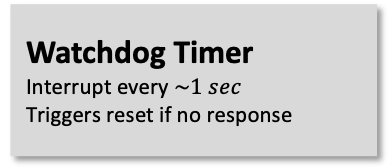 Watchdog Timer
Interrupt every ~1 sec
Triggers reset if no response